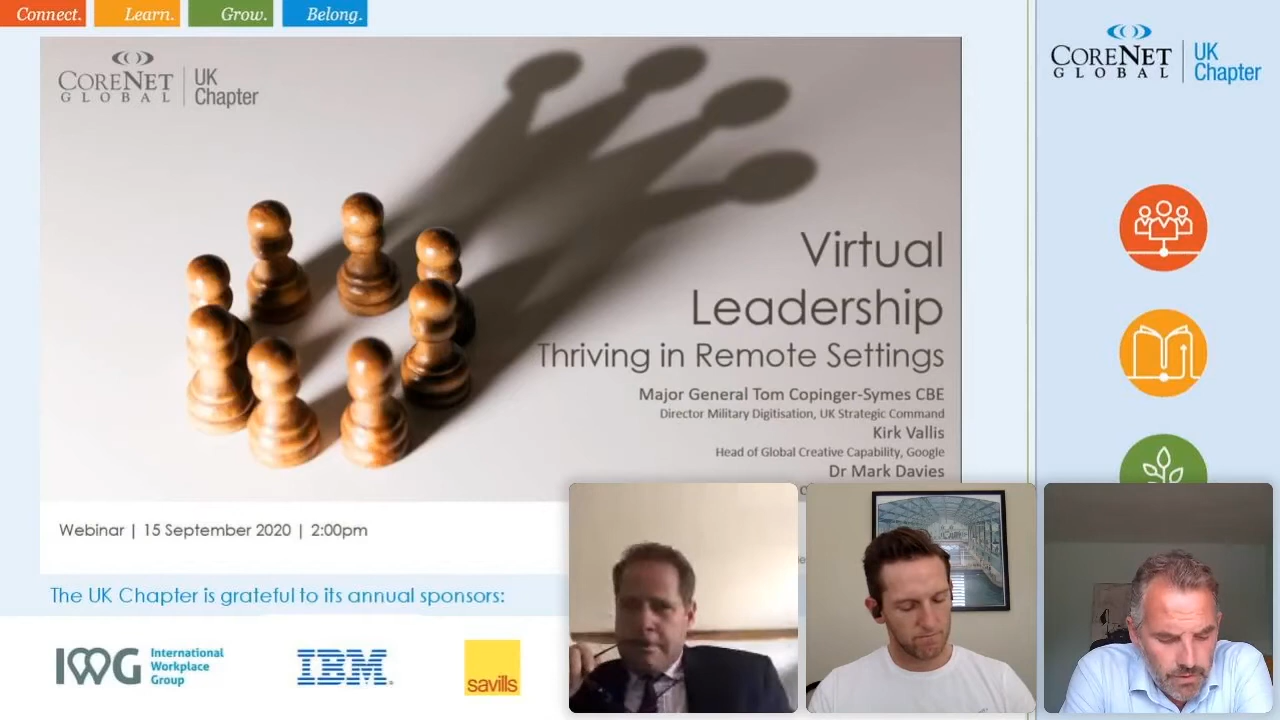 Connect.
Learn.
Grow.
Belong.
CORENET
GLOBAL
UK
Chapter
Virtual
Leadership
Thriving in Remote Settings
Major General Tom Copinger-Symes CBE
Director Military Digitisation, UK Strategic Command
Kirk Vallis
Head of Global Creative Capability, Google
Dr Mark Davies
Webinar | 15 September 2020 | 2:00pm
The UK Chapter is grateful to its annual sponsors:
IWG
International
Workplace
Group
IBM
savills
CORENET
GLOBAL
UK
Chapter